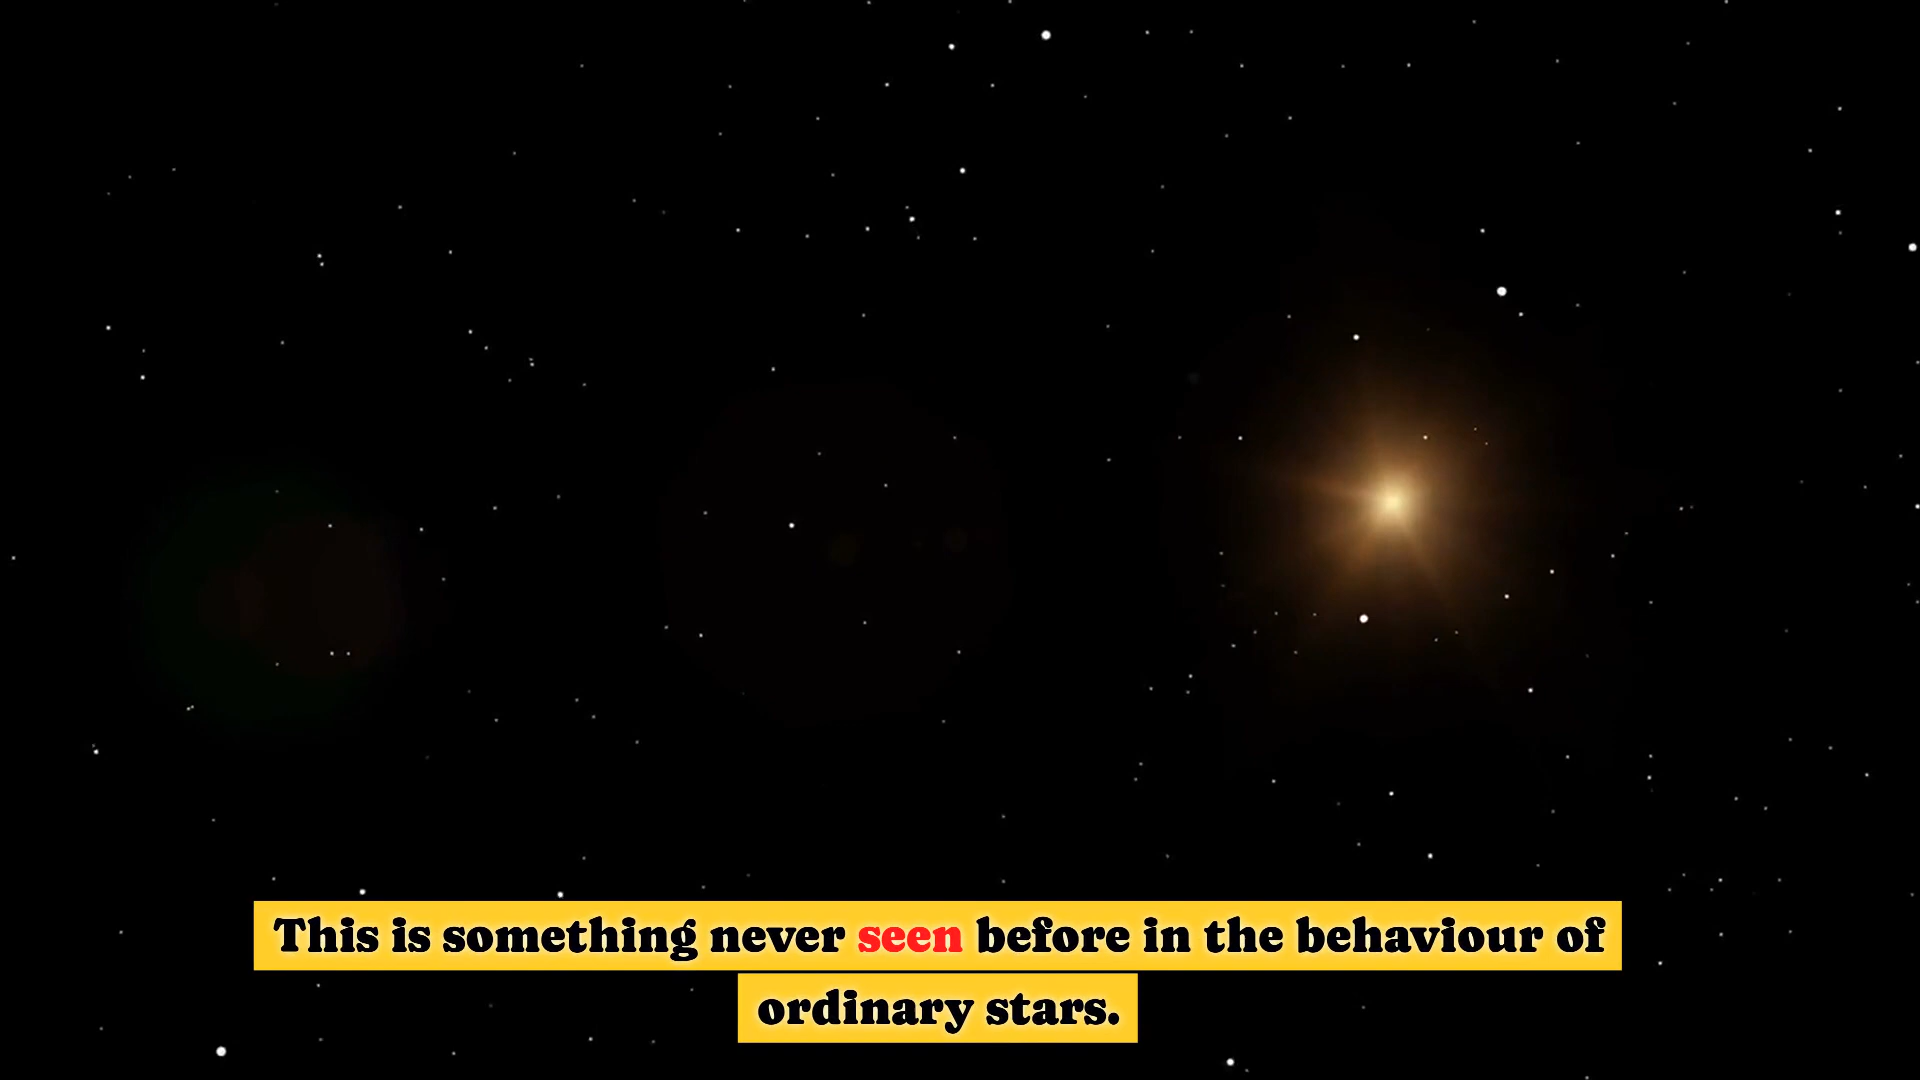 This is something never seen before in the behaviour of
ordinary stars.